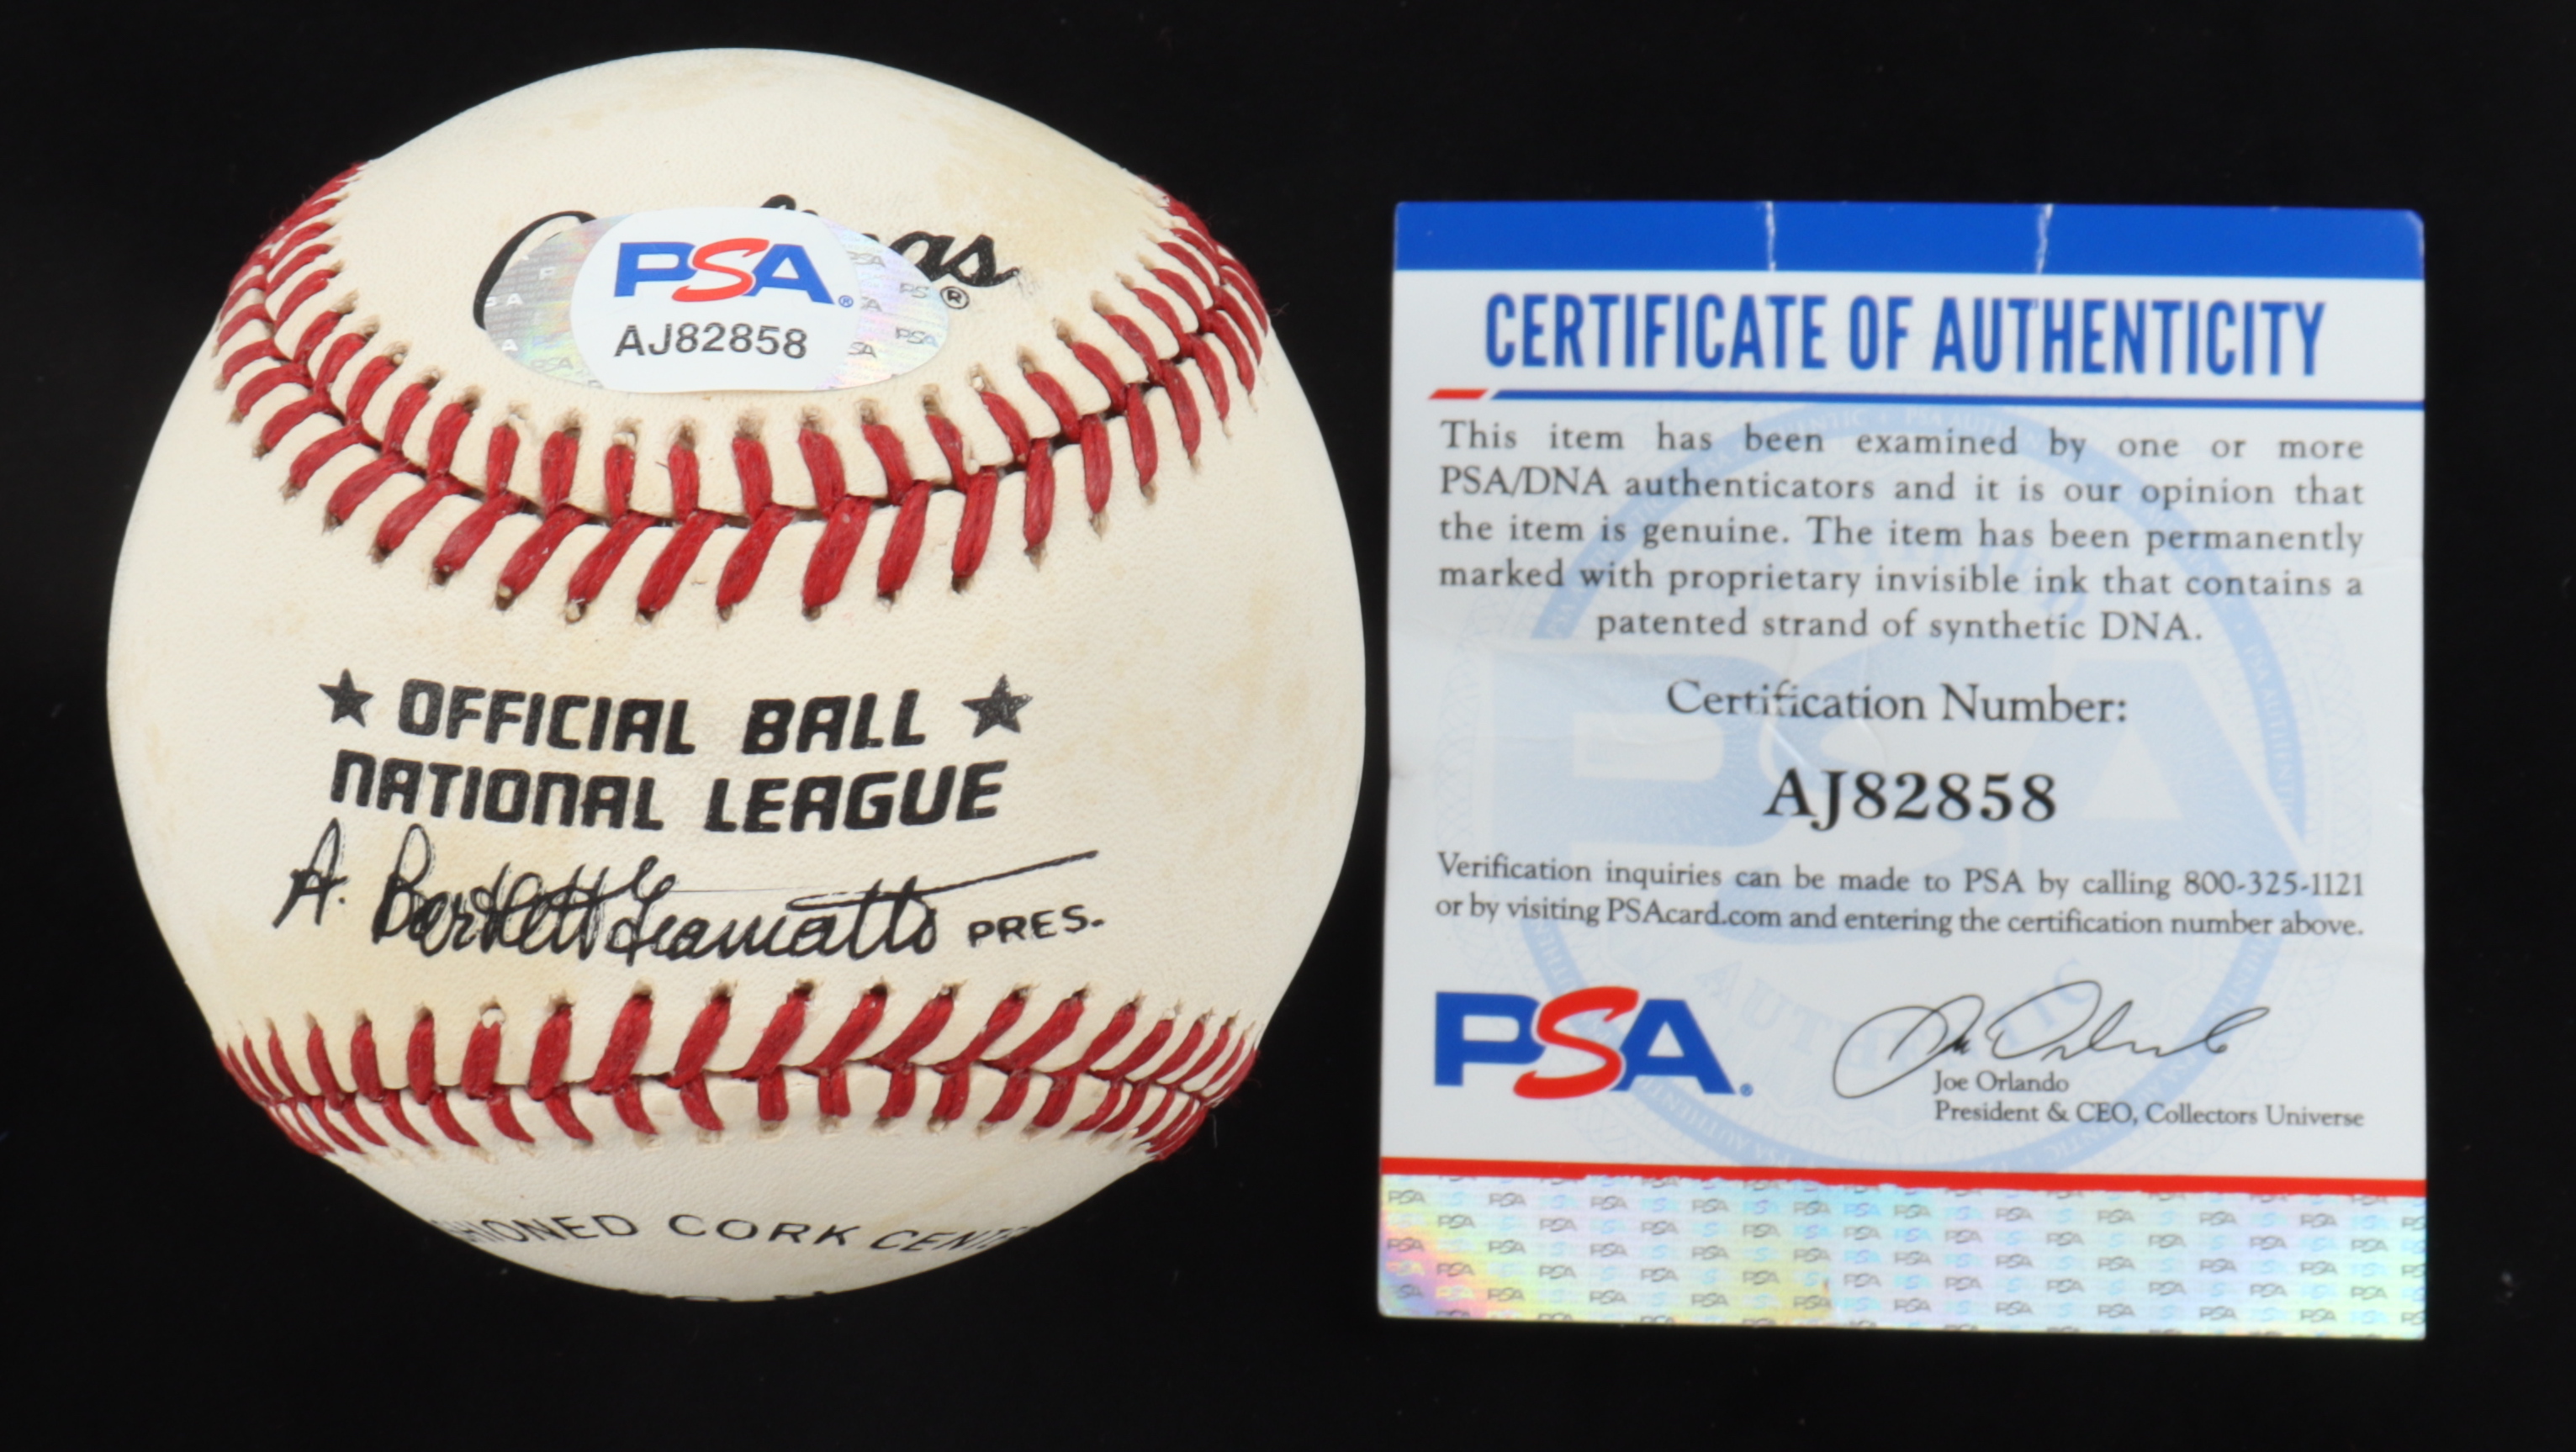 PSA®
AJ82858
®
★ OFFICIAL BALL ★
NATIONAL LEAGUE
A. Bartlett Giamatti PRES.
CORK
CERTIFICATE OF AUTHENTICITY
This item has been examined by one or more
PSA/DNA authenticators and it is our opinion that
the item is genuine. The item has been permanently
marked with proprietary invisible ink that contains a
patented strand of synthetic DNA.
Certification Number:
AJ82858
Verification inquiries can be made to PSA by calling 800-325-1121
or by visiting PSAcard.com and entering the certification number above.
PSA®
Joe Orlando
Joe Orlando
President & CEO, Collectors Universe